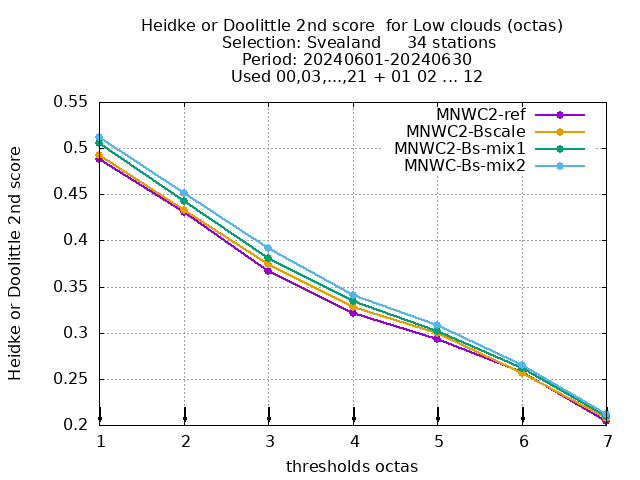 Heidke or Doolittle 2nd score  for Low clouds (octas)
Selection: Svealand     34 stations
Period: 20240601-20240630
Used 00,03,...,21 + 01 02 ... 12
MNWC2-ref
MNWC2-Bscale
MNWC2-Bs-mix1
MNWC-Bs-mix2
Heidke or Doolittle 2nd score
0.55
0.5
0.45
0.4
0.35
0.3
0.25
0.2
1 2 3 4 5 6 7
thresholds octas